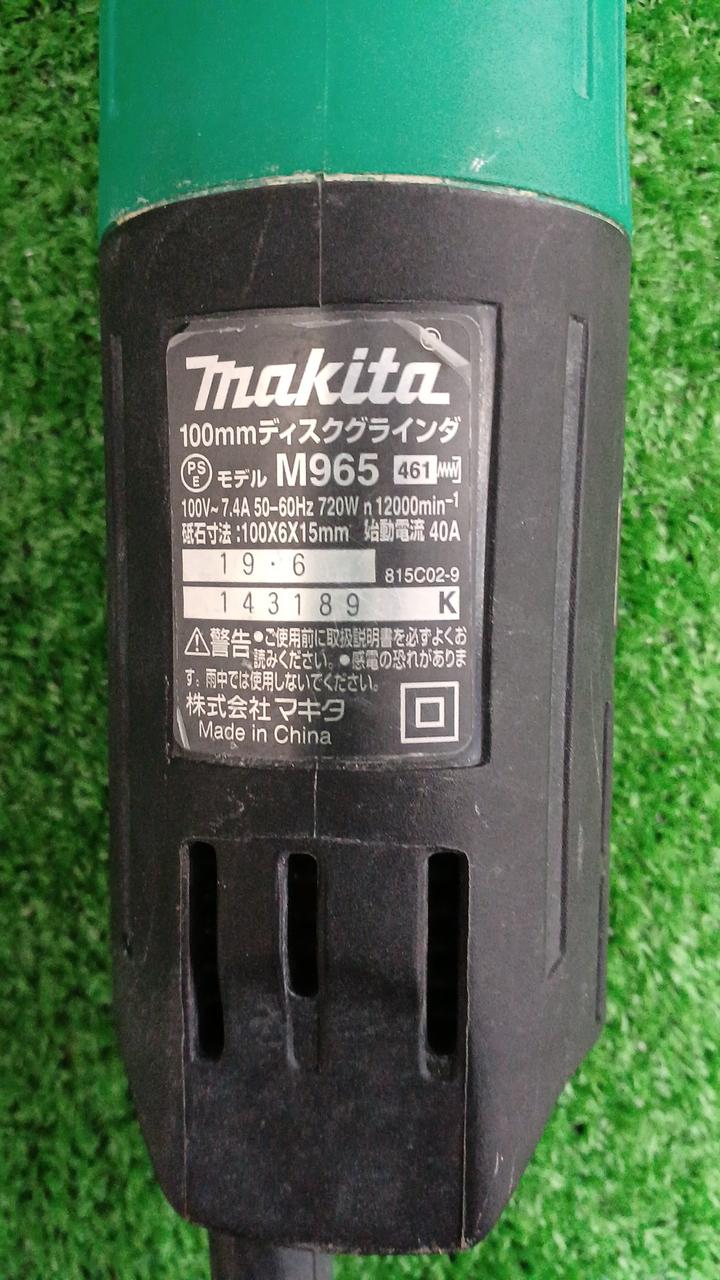 makita
100mmディスクグラインダ
PSE モデル M965 461
100V~ 7.4A 50-60Hz 720W n 12000min⁻¹
砥石寸法:100X6X15mm 始動電流 40A
19・6 815C02-9
143189 K
⚠警告 ●ご使用前に取扱説明書を必ずよくお
読みください。●感電の恐れがありま
す。雨中では使用しないでください。
株式会社 マキタ
Made in China